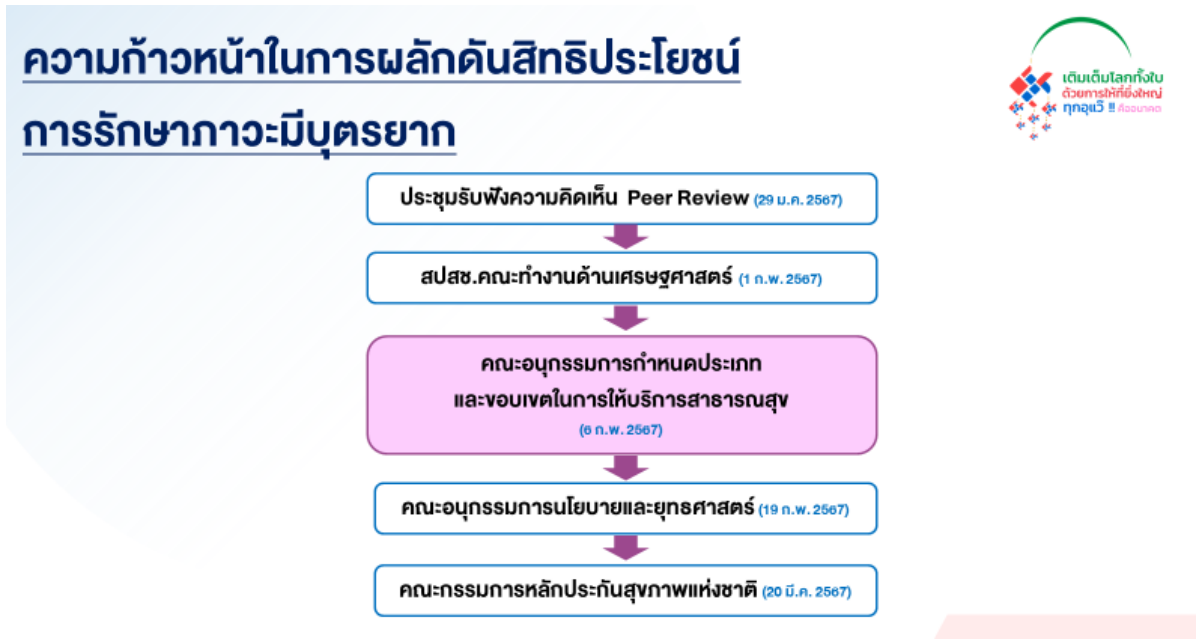 ความก้าวหน้าในการผลักดันสิทธิประโยชน์
การรักษาภาวะมีบุตรยาก
เติมเต็มโลกทั้งใบ
ด้วยการให้ที่ยิ่งใหญ่
ทุกอุแว๊ !! คืออนาคต
ประชุมรับฟังความคิดเห็น Peer Review (29 ม.ค. 2567)
สปสช.คณะทำงานด้านเศรษฐศาสตร์ (1 ก.พ. 2567)
คณะอนุกรรมการกำหนดประเภท
และขอบเขตในการให้บริการสาธารณสุข
(6 ก.พ. 2567)
คณะอนุกรรมการนโยบายและยุทธศาสตร์ (19 ก.พ. 2567)
คณะกรรมการหลักประกันสุขภาพแห่งชาติ (20 มี.ค. 2567)